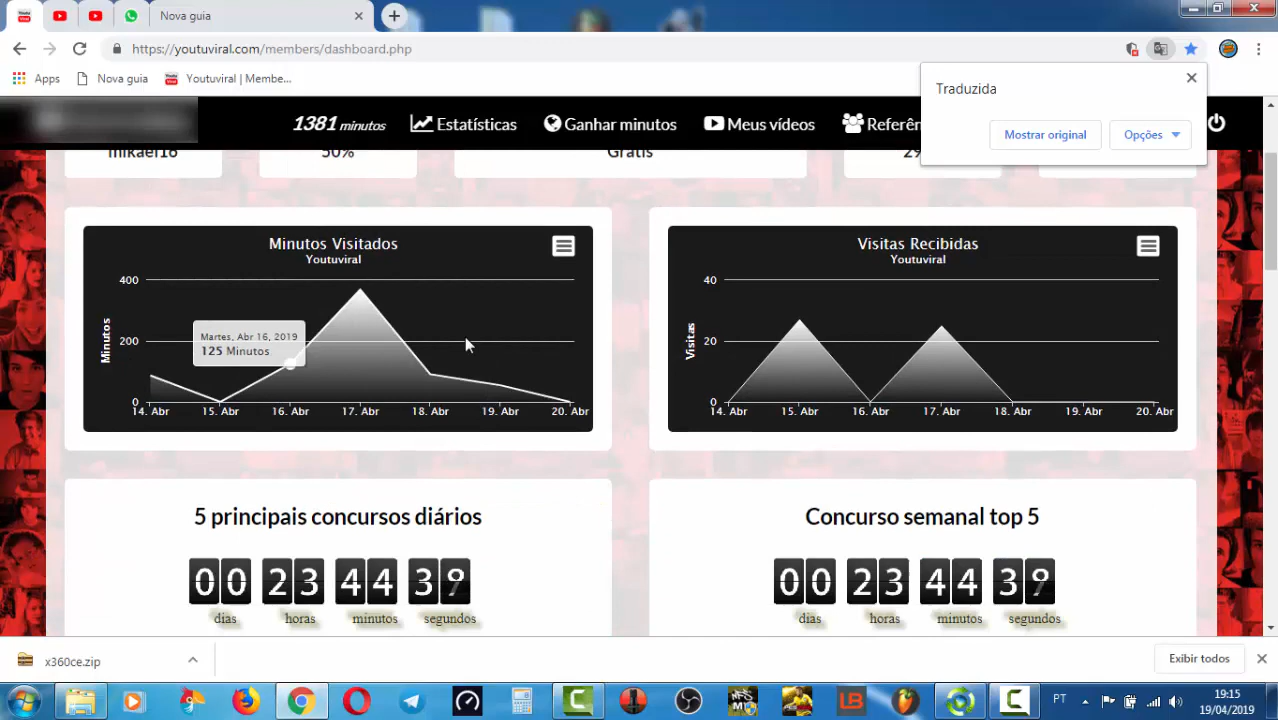 Nova guia
https://youtuviral.com/members/dashboard.php
Apps
Nova guia
Youtuviral | Membe...
Traduzida
Mostrar original
Opções
1381 minutos
Estatísticas
Ganhar minutos
Meus vídeos
Referên
mikael16
50%
Grátis
29
Minutos Visitados
Youtuviral
400
200
0
Minutos
Martes, Abr 16, 2019
125 Minutos
14. Abr 15. Abr 16. Abr 17. Abr 18. Abr 19. Abr 20. Abr
Visitas Recibidas
Youtuviral
40
20
0
Visitas
14. Abr 15. Abr 16. Abr 17. Abr 18. Abr 19. Abr 20. Abr
5 principais concursos diários
00 23 44 39
dias horas minutos segundos
Concurso semanal top 5
00 23 44 39
dias horas minutos segundos
x360ce.zip
Exibir todos
PT
19:15
19/04/2019